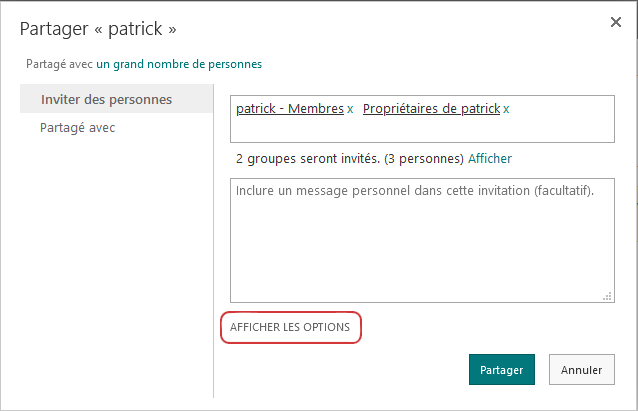 Partager « patrick »
Partagé avec un grand nombre de personnes
Inviter des personnes
Partagé avec
patrick - Membres x Propriétaires de patrick x
2 groupes seront invités. (3 personnes) Afficher
Inclure un message personnel dans cette invitation (facultatif).
AFFICHER LES OPTIONS
Partager
Annuler